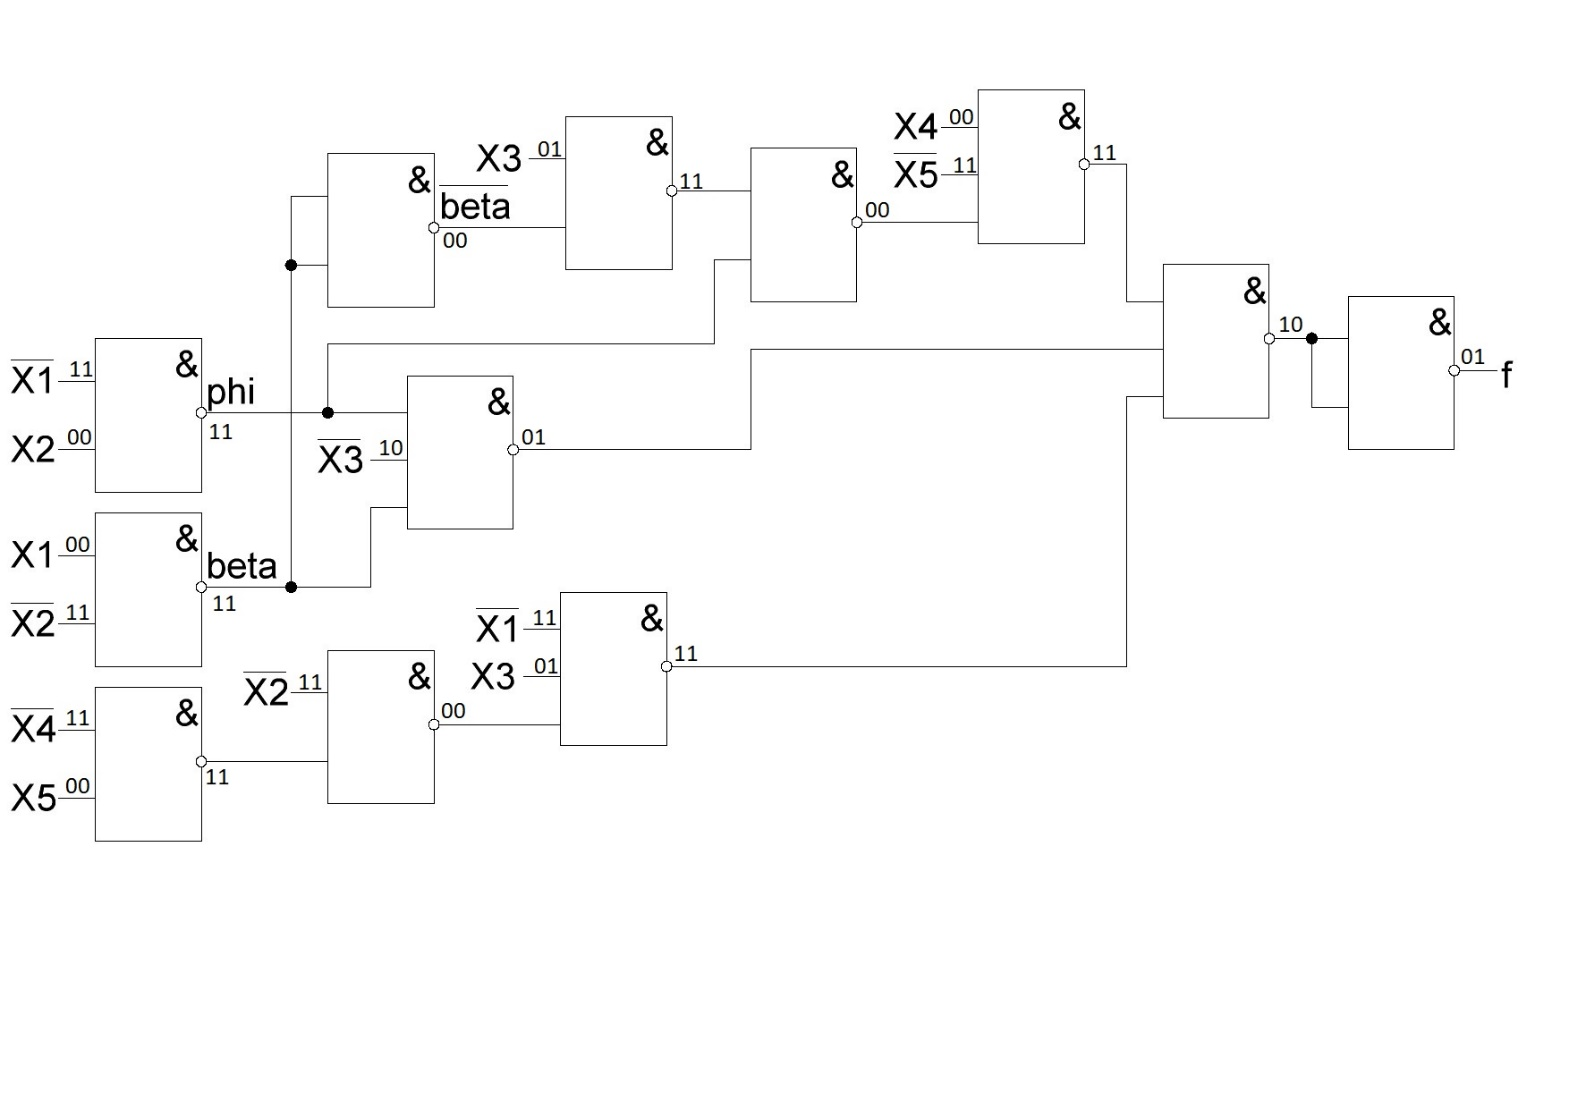 X4 00 & 11
X5 11
X3 01 & 11
& 00
& beta 00
& 10
& 01 f
X1 11 & phi 11
X2 00
& 01
X3 10
X1 00 & beta 11
X2 11
X1 11 & 11
X3 01
X2 11 & 00
X4 11 & 11
X5 00